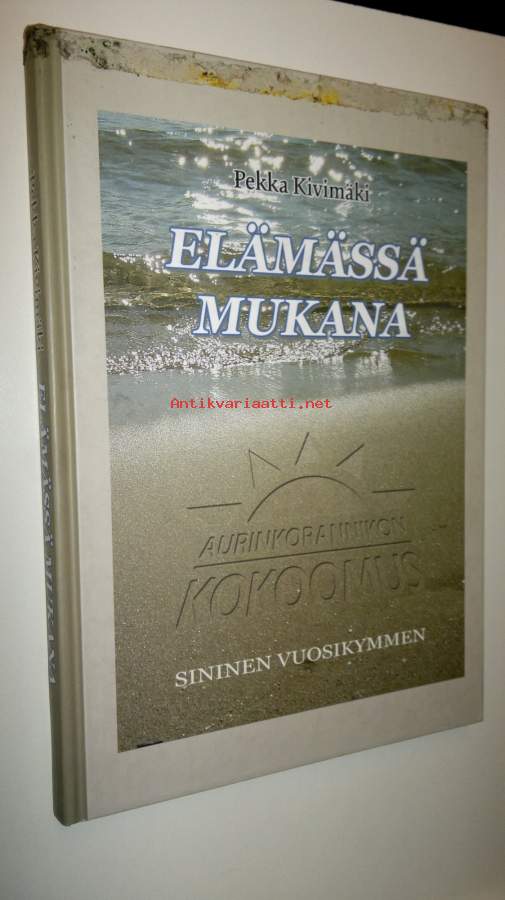 Pekka Kivimäki
ELÄMÄSSÄ
MUKANA
Antikvariaatti.net
AURINKORANNIKON
KOKOOMUS
SININEN VUOSIKYMMEN
Pekka Kivimäki ELÄMÄSSÄ MUKANA